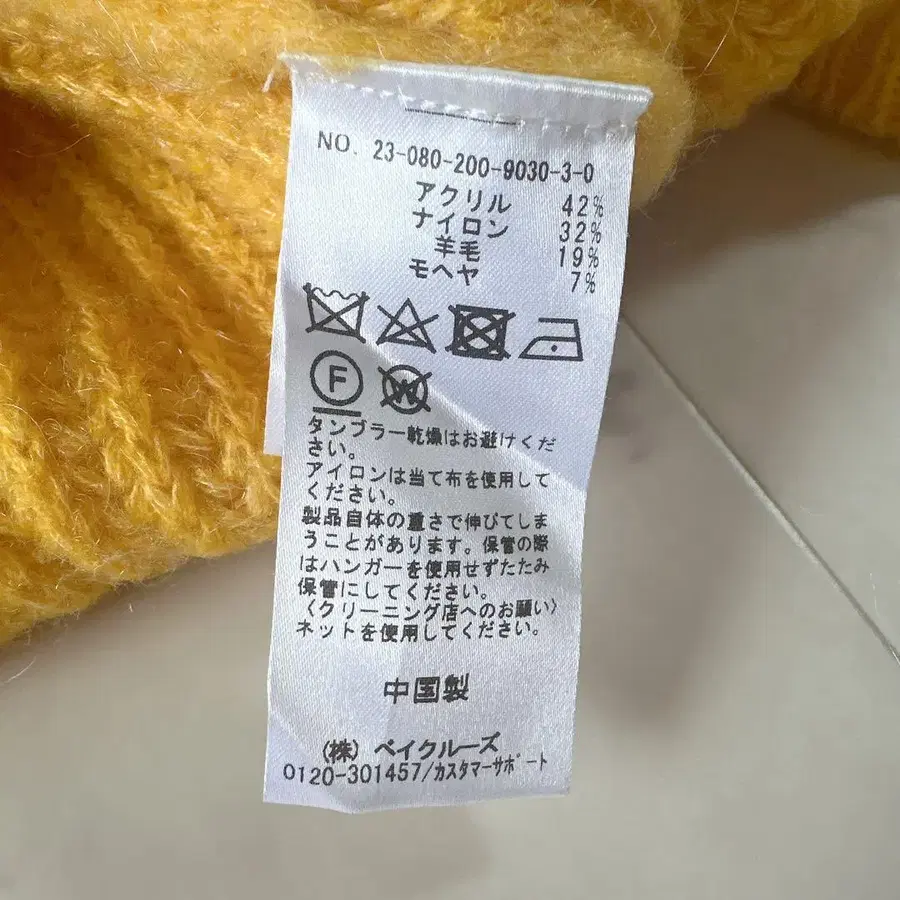 NO. 23-080-200-9030-3-0
アクリル 42%
ナイロン 32%
羊毛 19%
モヘヤ 7%
F
W
タンブラー乾燥はお避けくだ
さい。
アイロンは当て布を使用して
ください。
製品自体の重さで伸びてしま
うことがあります。保管の際
はハンガーを使用せずたたみ
保管にしてください。
〈クリーニング店へのお願い〉
ネットを使用してください。
中国製
(株) ベイクルーズ
0120-301457/カスタマーサポート